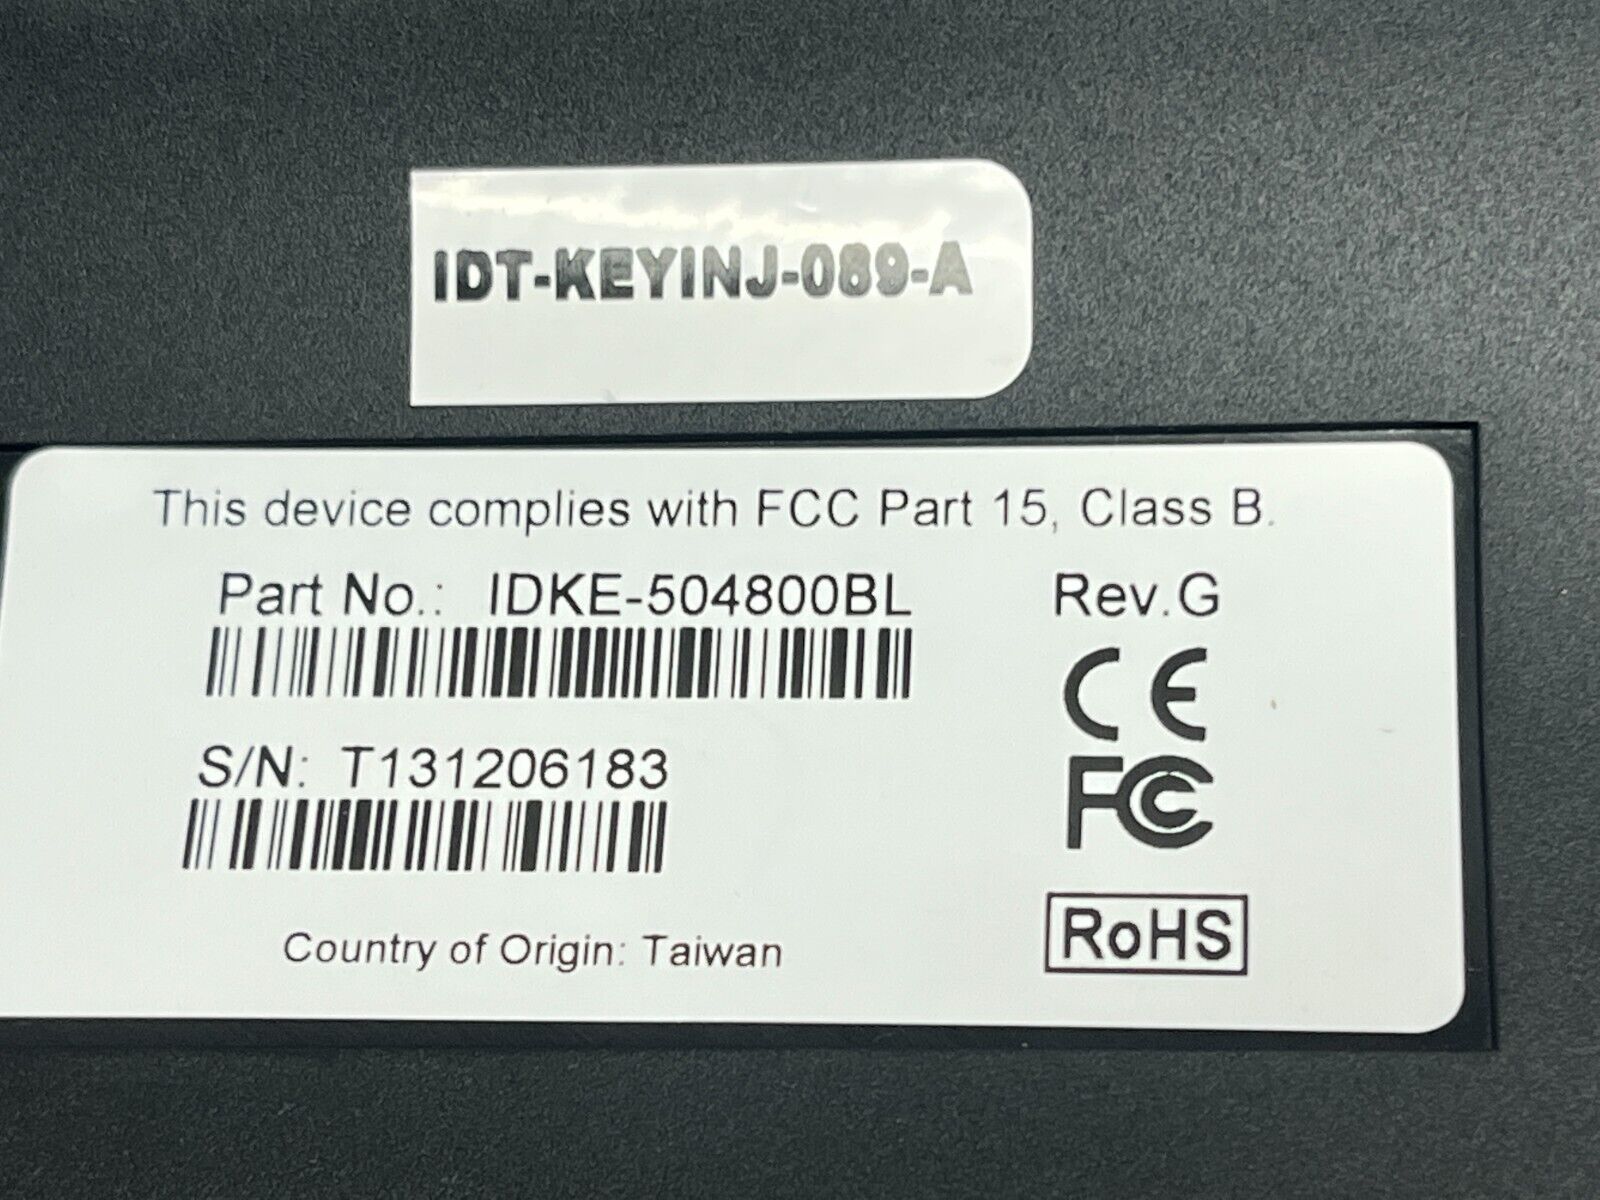 IDT-KEYINJ-089-A
This device complies with FCC Part 15, Class B.
Part No.: IDKE-504800BL Rev.G
CE
S/N: T131206183
FC
RoHS
Country of Origin: Taiwan